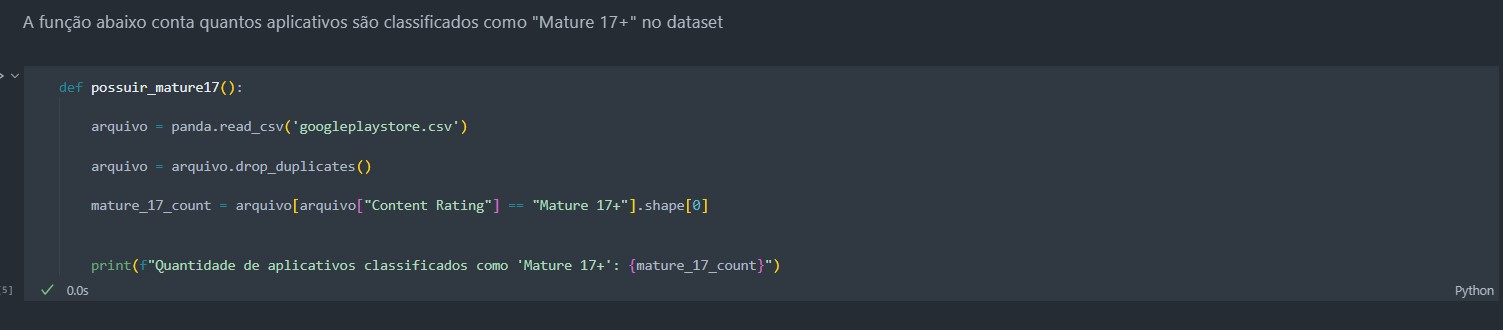 A função abaixo conta quantos aplicativos são classificados como "Mature 17+" no dataset
def possuir_mature17():
arquivo = panda.read_csv('googleplaystore.csv')
arquivo = arquivo.drop_duplicates()
mature_17_count = arquivo[arquivo["Content Rating"] == "Mature 17+"].shape[0]
print(f"Quantidade de aplicativos classificados como 'Mature 17+': {mature_17_count}")
5]
0.0s
Python